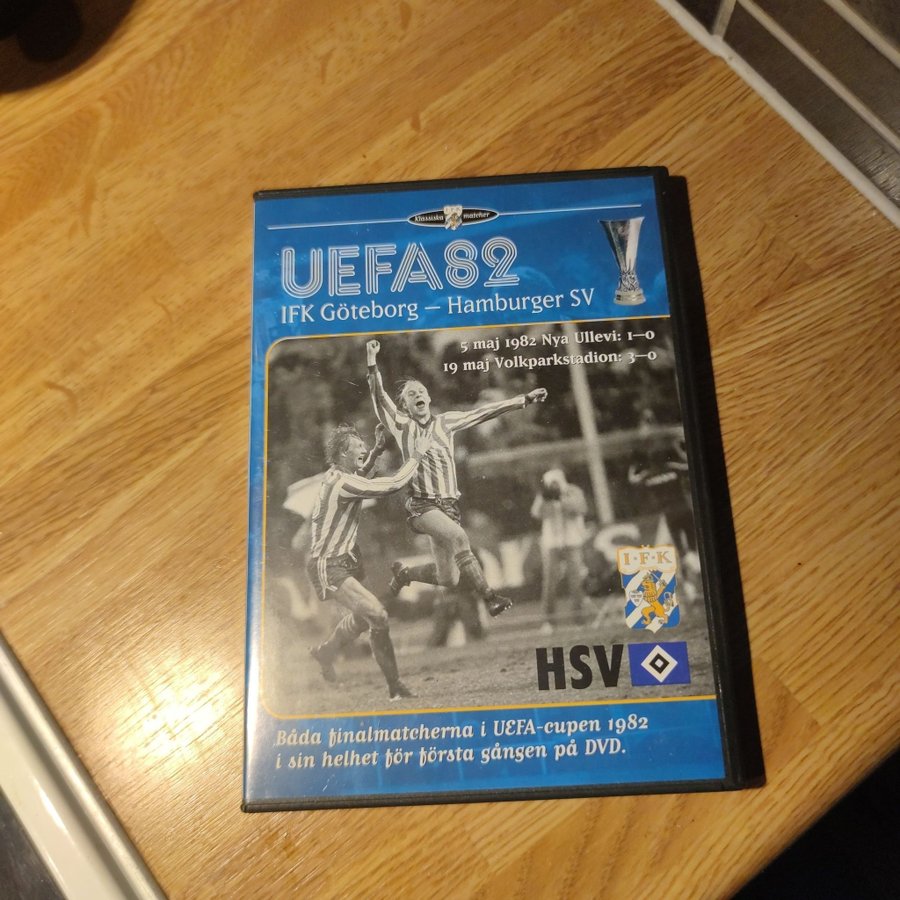 Klassiska matcher
UEFA82
IFK Göteborg – Hamburger SV
5 maj 1982 Nya Ullevi: 1–0
19 maj Volkparkstadion: 3–0
I·F·K
HSV
Båda finalmatcherna i UEFA-cupen 1982
i sin helhet för första gången på DVD.